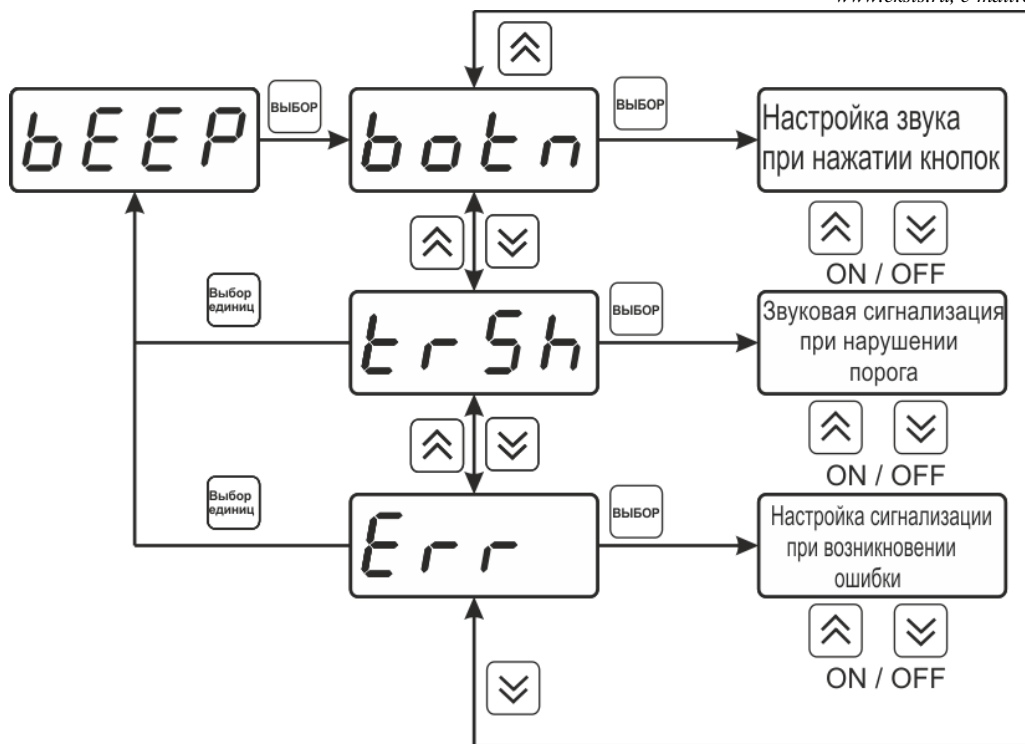 ВЫБОР
ВЫБОР
bEEP
botn
Настройка звука
при нажатии кнопок
ON / OFF
Выбор
единиц
ВЫБОР
trSh
Звуковая сигнализация
при нарушении
порога
ON / OFF
Выбор
единиц
ВЫБОР
Err
Настройка сигнализации
при возникновении
ошибки
ON / OFF